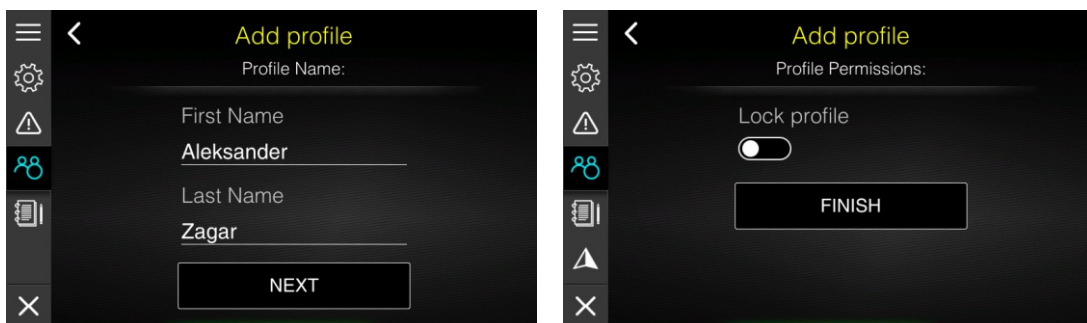 Add profile
Profile Name:
First Name
Aleksander
Last Name
Zagar
NEXT
Add profile
Profile Permissions:
Lock profile
FINISH